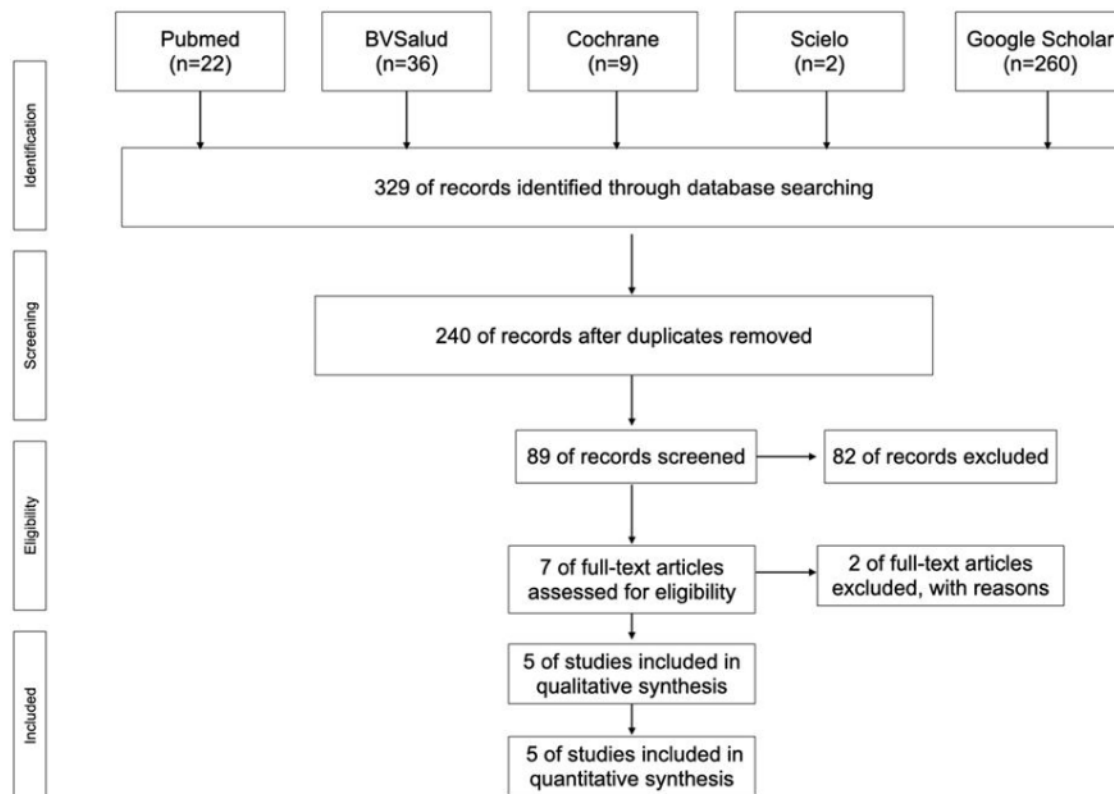 Pubmed
(n=22)
BVSalud
(n=36)
Cochrane
(n=9)
Scielo
(n=2)
Google Scholar
(n=260)
Identification
329 of records identified through database searching
Screening
240 of records after duplicates removed
Eligibility
89 of records screened
82 of records excluded
7 of full-text articles
assessed for eligibility
2 of full-text articles
excluded, with reasons
Included
5 of studies included in
qualitative synthesis
5 of studies included in
quantitative synthesis